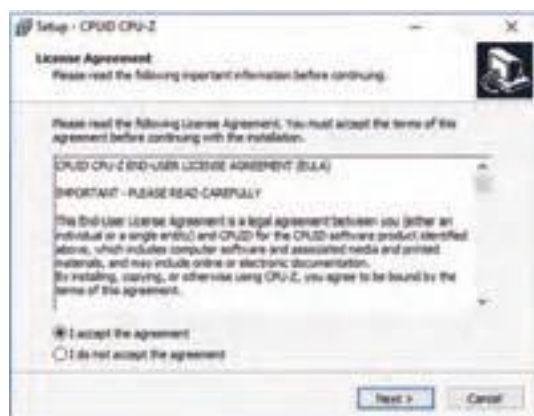 Setup - CPUID CPU-Z
License Agreement
Please read the following important information before continuing.
Please read the following License Agreement. You must accept the terms of this
agreement before continuing with the installation.
CPUID CPU-Z END-USER LICENSE AGREEMENT (EULA)
IMPORTANT - PLEASE READ CAREFULLY
This End-User License Agreement is a legal agreement between you (either an
individual or a single entity) and CPUID for the CPUID software product identified
above, which includes computer software and associated media and printed
materials, and may include online or electronic documentation.
By installing, copying, or otherwise using CPU-Z, you agree to be bound by the
terms of this agreement.
I accept the agreement
I do not accept the agreement
Next >
Cancel